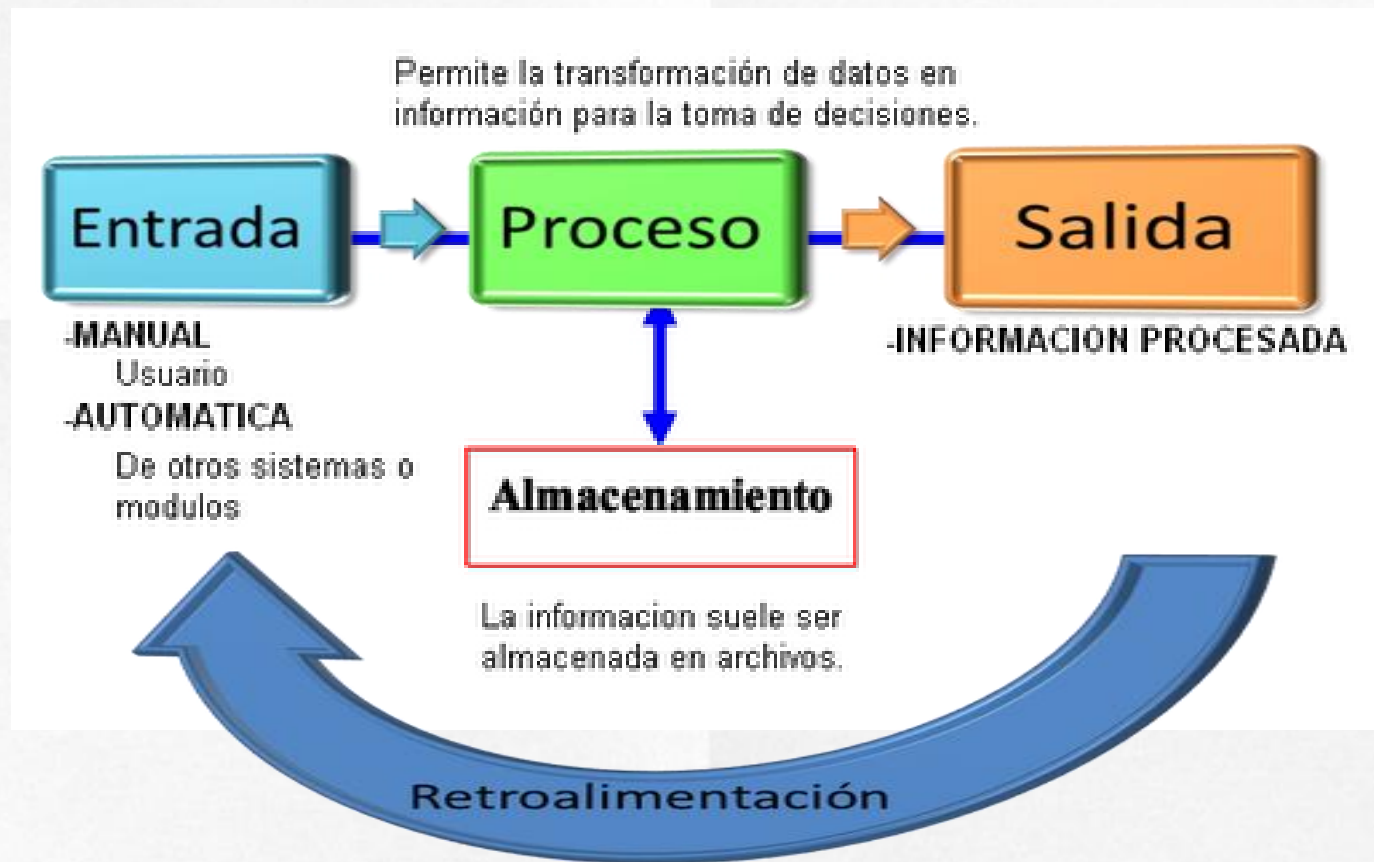 Permite la transformación de datos en
información para la toma de decisiones.
Entrada
Proceso
Salida
-MANUAL
Usuario
-AUTOMATICA
De otros sistemas o
modulos
-INFORMACION PROCESADA
Almacenamiento
La informacion suele ser
almacenada en archivos.
Retroalimentación